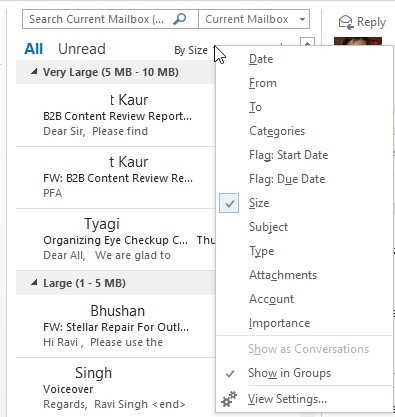 Search Current Mailbox (... Current Mailbox Reply
All Unread By Size
Very Large (5 MB - 10 MB)
t Kaur
B2B Content Review Report...
Dear Sir, Please find
t Kaur
FW: B2B Content Review Re...
PFA
Tyagi
Organizing Eye Checkup C... Thu
Dear All, We are glad to
Large (1 - 5 MB)
Bhushan
FW: Stellar Repair For Outl...
Hi Ravi , Please use the
Singh
Voiceover
Regards, Ravi Singh <end>
Date
From
To
Categories
Flag: Start Date
Flag: Due Date
Size
Subject
Type
Attachments
Account
Importance
Show as Conversations
Show in Groups
View Settings...